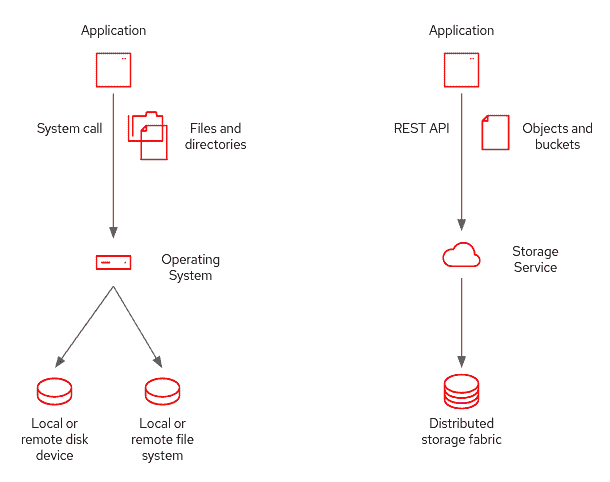 Application
System call
Files and
directories
Operating
System
Local or
remote disk
device
Local or
remote file
system
Application
REST API
Objects and
buckets
Storage
Service
Distributed
storage fabric